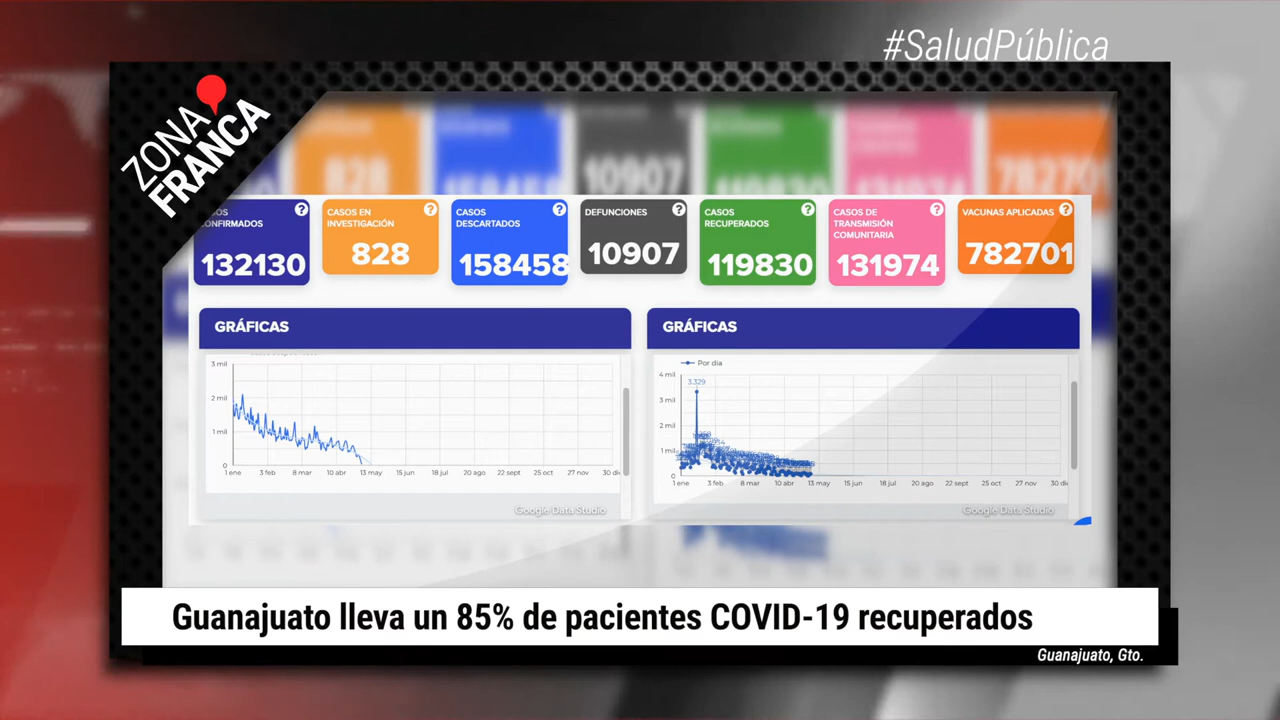 #SaludPública
ZONA
FRANCA
CONFIRMADOS
132130
CASOS EN
INVESTIGACIÓN
828
CASOS
DESCARTADOS
158458
DEFUNCIONES
10907
CASOS
RECUPERADOS
119830
CASOS DE
TRANSMISIÓN
COMUNITARIA
131974
VACUNAS APLICADAS
782701
GRÁFICAS
3 mil
2 mil
1 mil
0
1 ene 3 feb 8 mar 10 abr 13 may 15 jun 18 jul 20 ago 22 sept 25 oct 27 nov 30 di
Google Data Studio
GRÁFICAS
Por día
3.329
4 mil
3 mil
2 mil
1 mil
0
1 ene 3 feb 8 mar 10 abr 13 may 15 jun 18 jul 20 ago 22 sept 25 oct 27 nov 30 di
Google Data Studio
Guanajuato lleva un 85% de pacientes COVID-19 recuperados
Guanajuato, Gto.